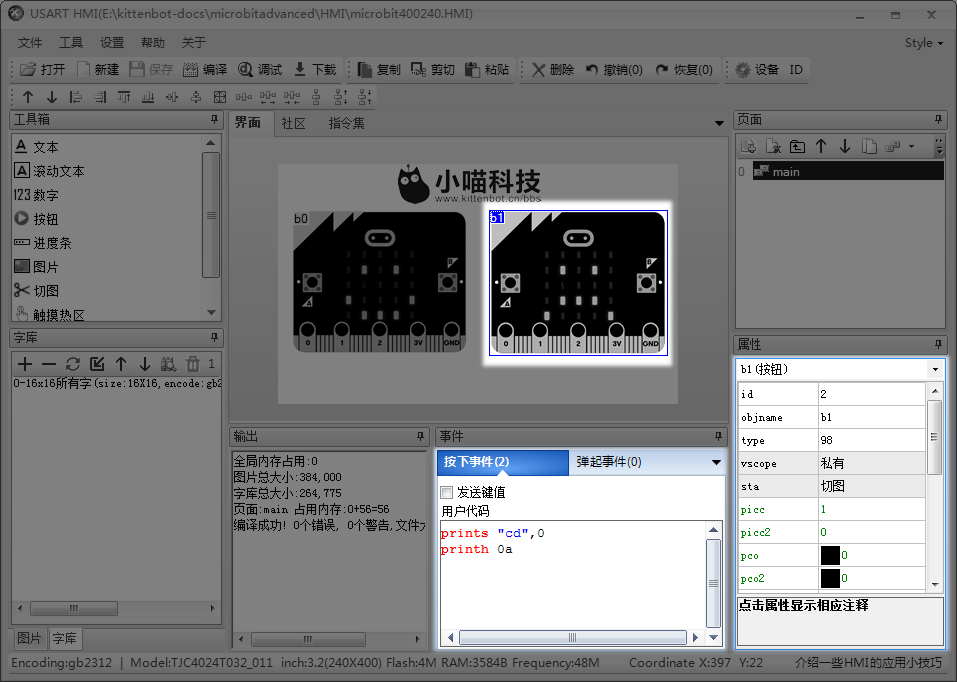 USART HMI(E:\kittenbot-docs\microbitadvanced\HMI\microbit400240.HMI)
文件 工具 设置 帮助 关于 Style
打开 新建 保存 编译 调试 下载 复制 剪切 粘贴 删除 撤销(0) 恢复(0) 设备 ID
工具箱
文本
滚动文本
123 数字
按钮
进度条
图片
切图
触摸热区
字库
1
0-16x16所有字(size:16X16,encode:gb2
图片 字库
界面 社区 指令集
小喵科技
www.kittenbot.cn/bbs
b0
B
A
0 1 2 3V GND
b1
B
A
0 1 2 3V GND
输出
全局内存占用:0
图片总大小:384,000
字库总大小:264,775
页面:main 占用内存:0+56=56
编译成功! 0个错误, 0个警告,文件大
事件
按下事件(2) 弹起事件(0)
发送键值
用户代码
prints "cd",0
printh 0a
页面
0 main
属性
b1(按钮)
id 2
objname b1
type 98
vscope 私有
sta 切图
picc 1
picc2 0
pco 0
pco2 0
点击属性显示相应注释
Encoding:gb2312 | Model:TJC4024T032_011 inch:3.2(240X400) Flash:4M RAM:3584B Frequency:48M Coordinate X:397 Y:22 介绍一些HMI的应用小技巧